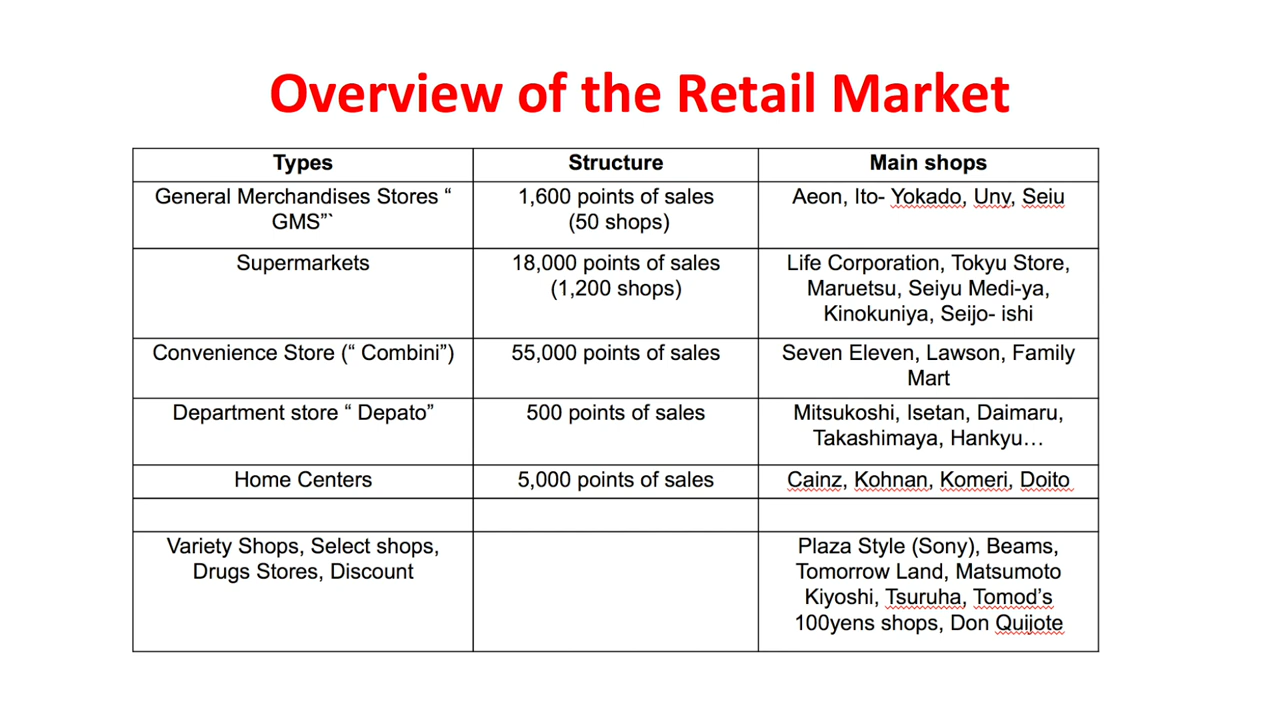 Overview of the Retail Market
Types
Structure
Main shops
General Merchandises Stores “
GMS”`
1,600 points of sales
(50 shops)
Aeon, Ito- Yokado, Uny, Seiu
Supermarkets
18,000 points of sales
(1,200 shops)
Life Corporation, Tokyu Store,
Maruetsu, Seiyu Medi-ya,
Kinokuniya, Seijo- ishi
Convenience Store (“ Combini”)
55,000 points of sales
Seven Eleven, Lawson, Family
Mart
Department store “ Depato”
500 points of sales
Mitsukoshi, Isetan, Daimaru,
Takashimaya, Hankyu…
Home Centers
5,000 points of sales
Cainz, Kohnan, Komeri, Doito
Variety Shops, Select shops,
Drugs Stores, Discount
Plaza Style (Sony), Beams,
Tomorrow Land, Matsumoto
Kiyoshi, Tsuruha, Tomod’s
100yens shops, Don Quijote